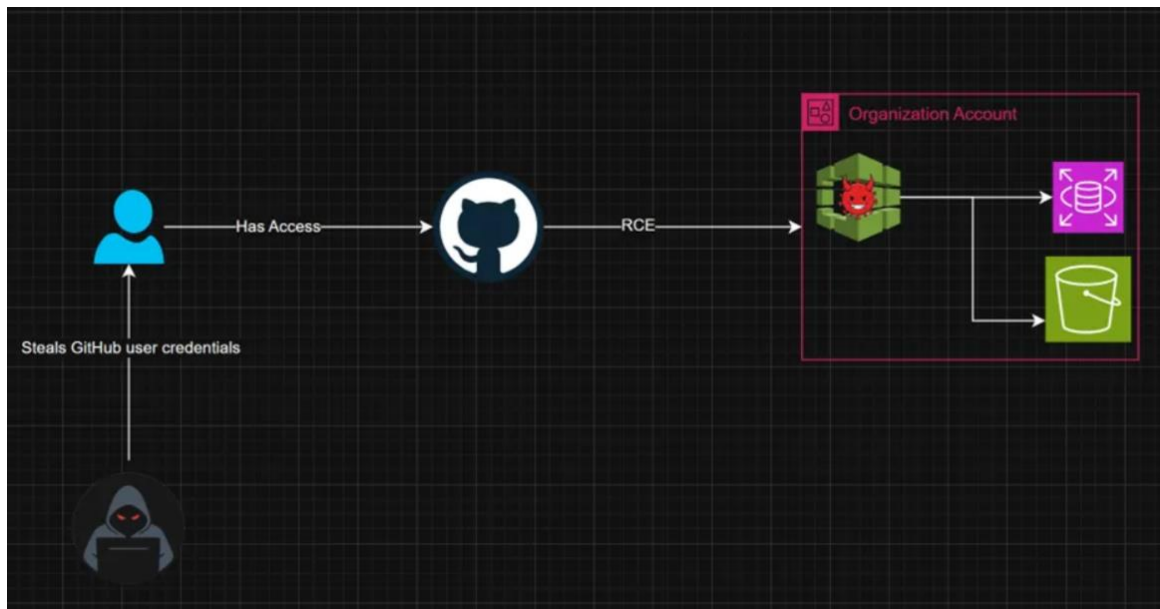 Organization Account
Has Access
RCE
Steals GitHub user credentials